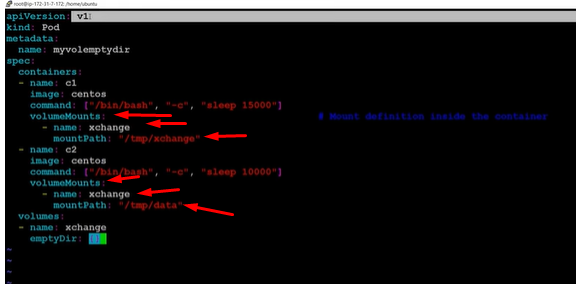 root@ip-172-31-7-172: /home/ubuntu
apiVersion: v1
kind: Pod
metadata:
  name: myvolemptydir
spec:
  containers:
  - name: c1
    image: centos
    command: ["/bin/bash", "-c", "sleep 15000"]
    volumeMounts: # Mount definition inside the container
      - name: xchange
        mountPath: "/tmp/xchange"
  - name: c2
    image: centos
    command: ["/bin/bash", "-c", "sleep 10000"]
    volumeMounts:
      - name: xchange
        mountPath: "/tmp/data"
  volumes:
  - name: xchange
    emptyDir: {}
~
~
~